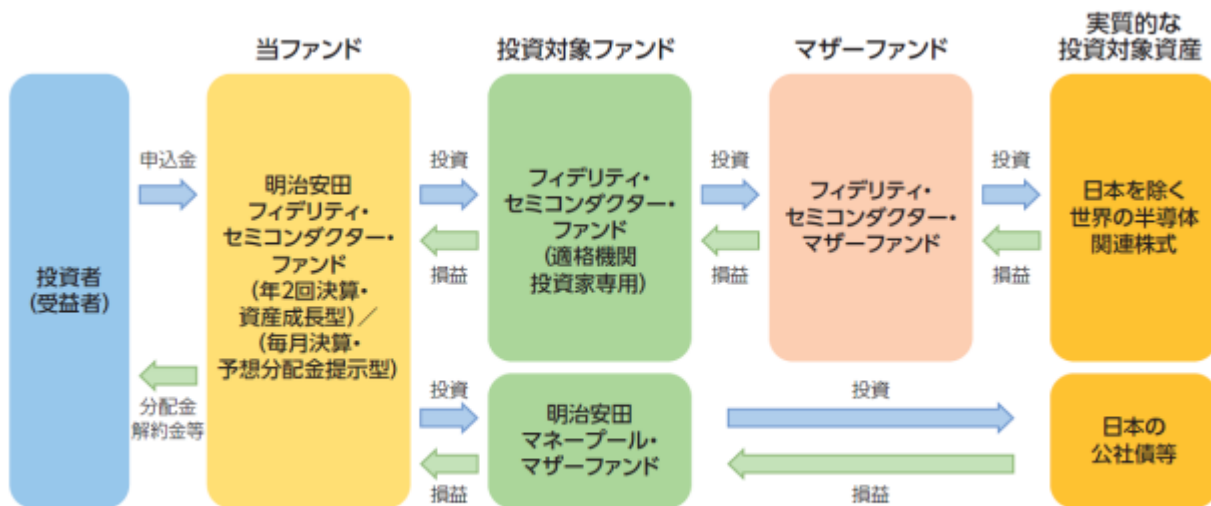 当ファンド
投資対象ファンド
マザーファンド
実質的な
投資対象資産
投資者
(受益者)
申込金
分配金
解約金等
明治安田
フィデリティ・
セミコンダクター・
ファンド
(年2回決算・
資産成長型)／
(毎月決算・
予想分配金提示型)
投資
損益
フィデリティ・
セミコンダクター・
ファンド
(適格機関
投資家専用)
投資
損益
フィデリティ・
セミコンダクター・
マザーファンド
投資
損益
日本を除く
世界の半導体
関連株式
投資
損益
明治安田
マネープール・
マザーファンド
投資
損益
日本の
公社債等